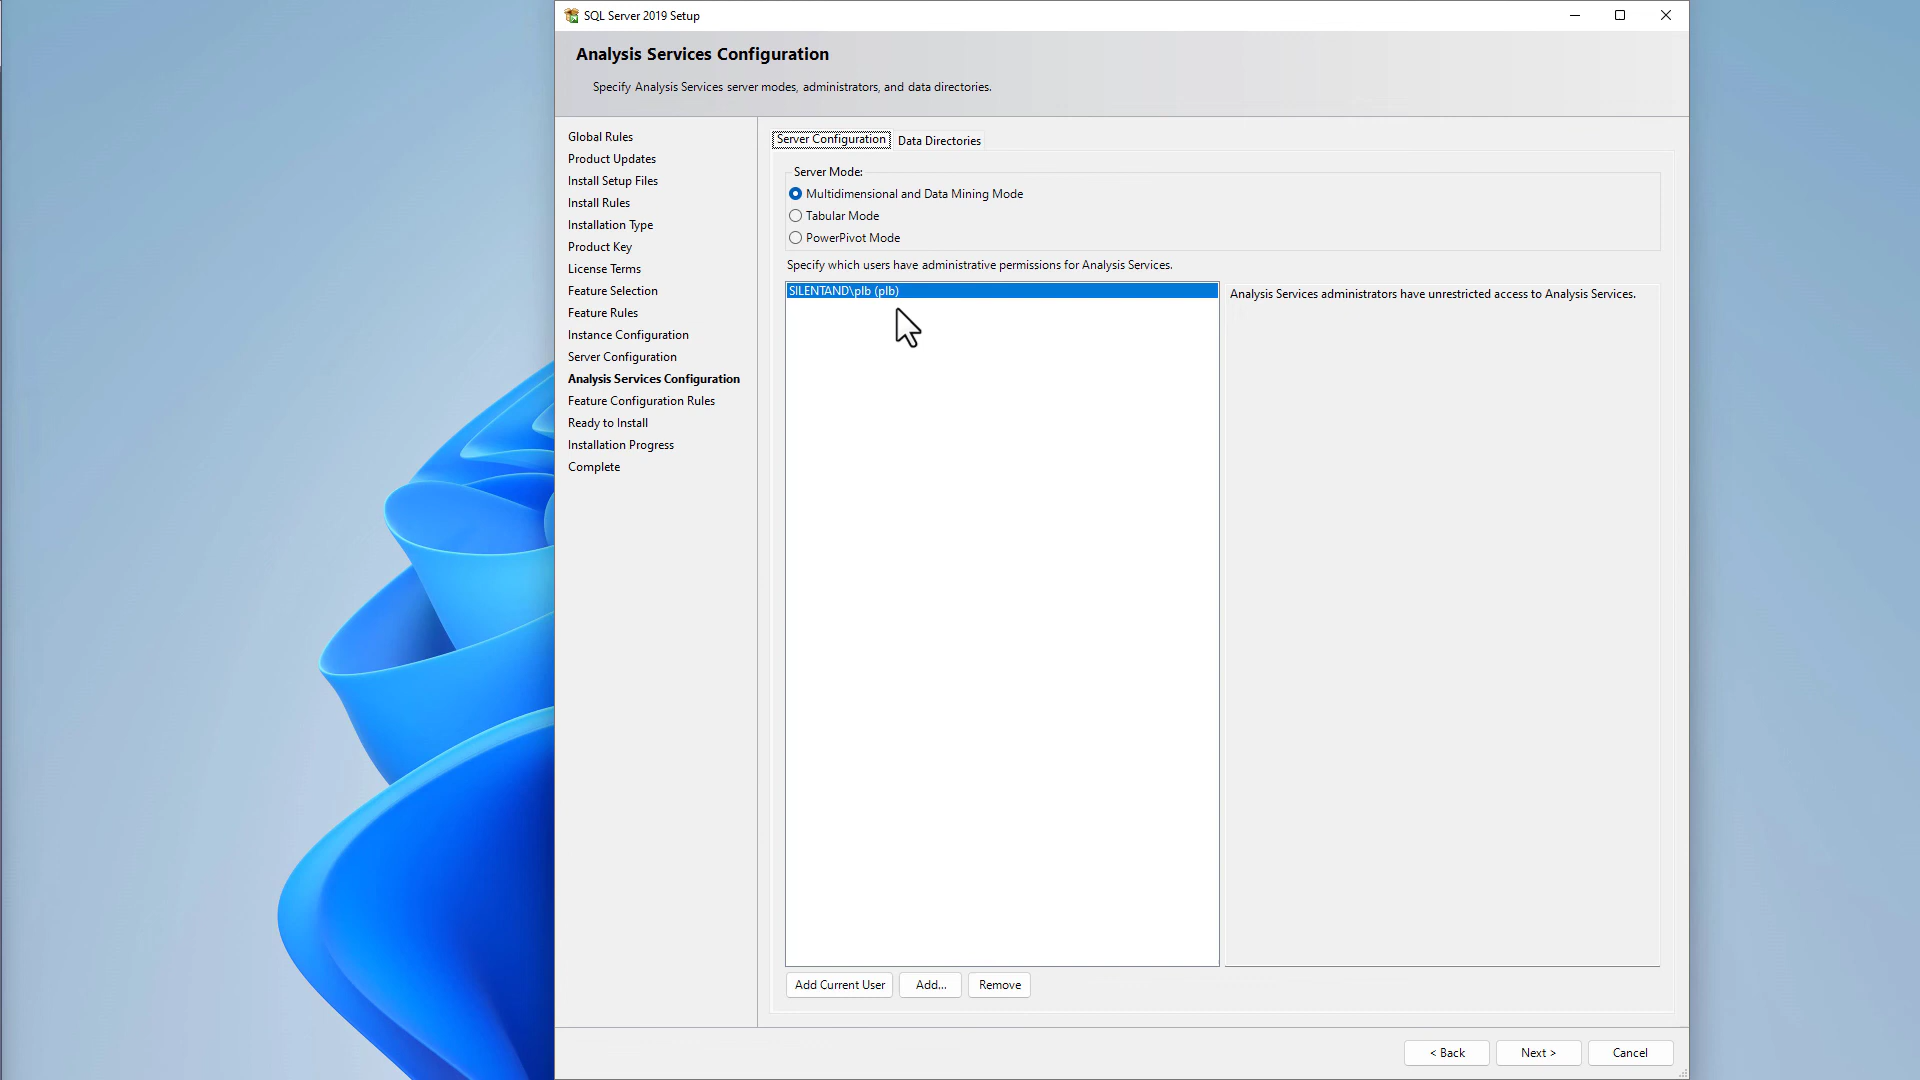 SQL Server 2019 Setup
Analysis Services Configuration
Specify Analysis Services server modes, administrators, and data directories.
Global Rules
Product Updates
Install Setup Files
Install Rules
Installation Type
Product Key
License Terms
Feature Selection
Feature Rules
Instance Configuration
Server Configuration
Analysis Services Configuration
Feature Configuration Rules
Ready to Install
Installation Progress
Complete
Server Configuration Data Directories
Server Mode:
Multidimensional and Data Mining Mode
Tabular Mode
PowerPivot Mode
Specify which users have administrative permissions for Analysis Services.
SILENTAND\plb (plb)
Analysis Services administrators have unrestricted access to Analysis Services.
Add Current User Add... Remove
< Back Next > Cancel